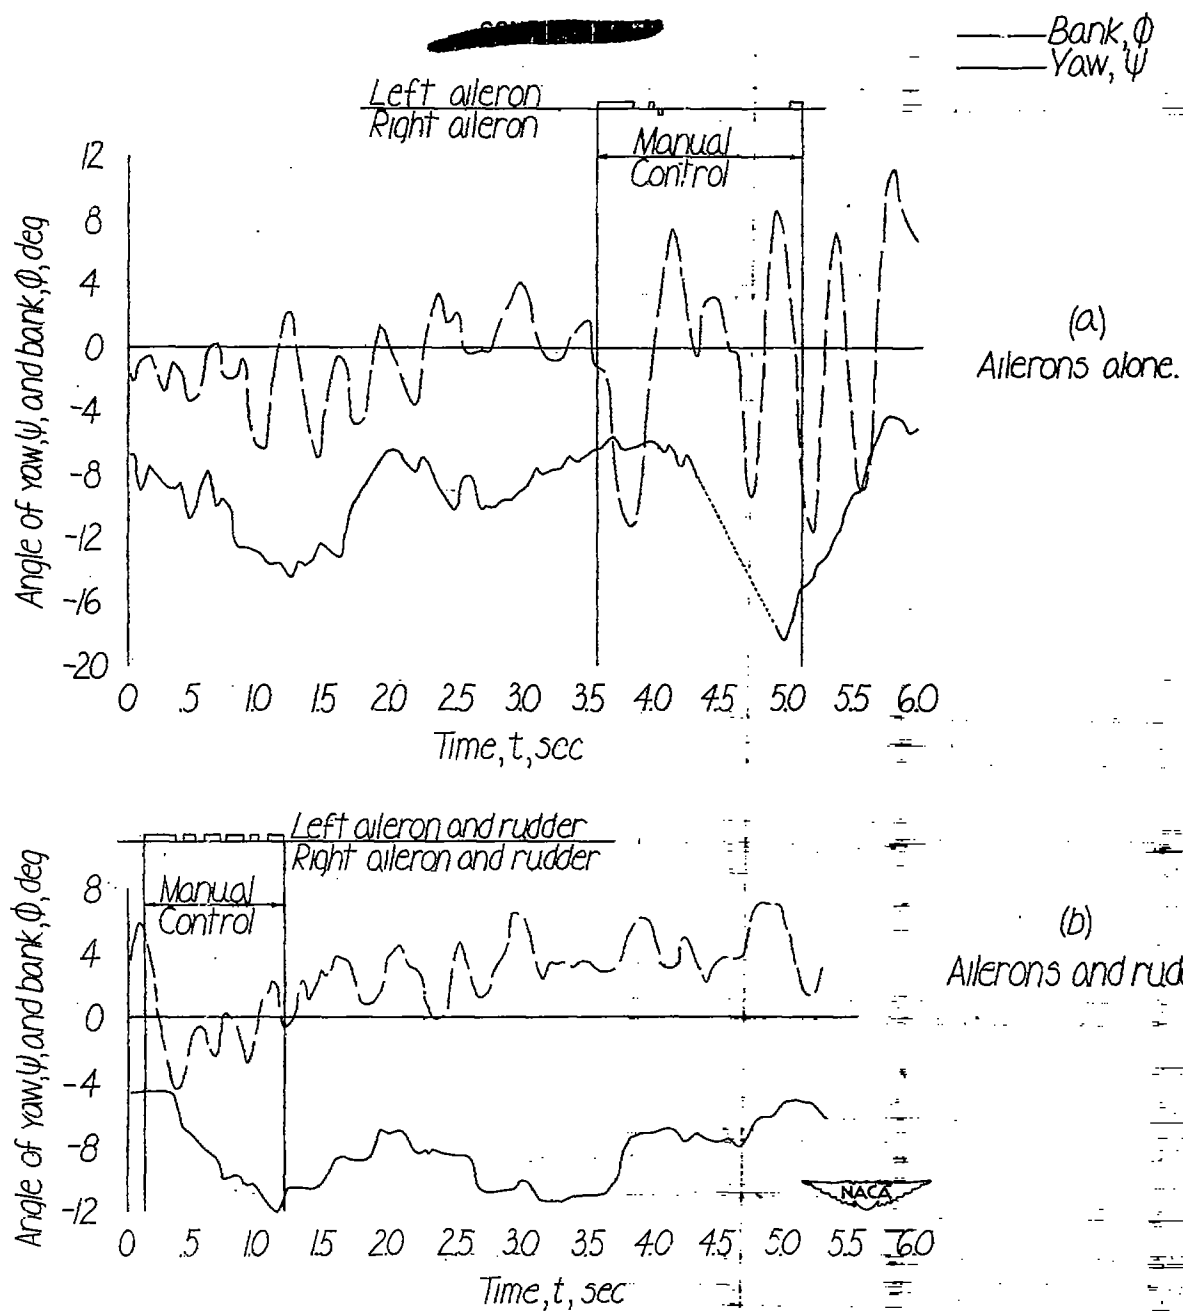 Bank, Φ
Yaw, Ψ
Left aileron
Right aileron
Manual
Control
12
8
4
0
-4
-8
-12
-16
-20
Angle of yaw,Ψ, and bank,Φ, deg
0 .5 1.0 1.5 2.0 2.5 3.0 3.5 4.0 4.5 5.0 5.5 6.0
Time, t, sec
(a)
Ailerons alone.
Left aileron and rudder
Right aileron and rudder
Manual
Control
8
4
0
-4
-8
-12
Angle of yaw,Ψ, and bank,Φ, deg
0 .5 1.0 1.5 2.0 2.5 3.0 3.5 4.0 4.5 5.0 5.5 6.0
Time, t, sec
(b)
Ailerons and rudd
NACA